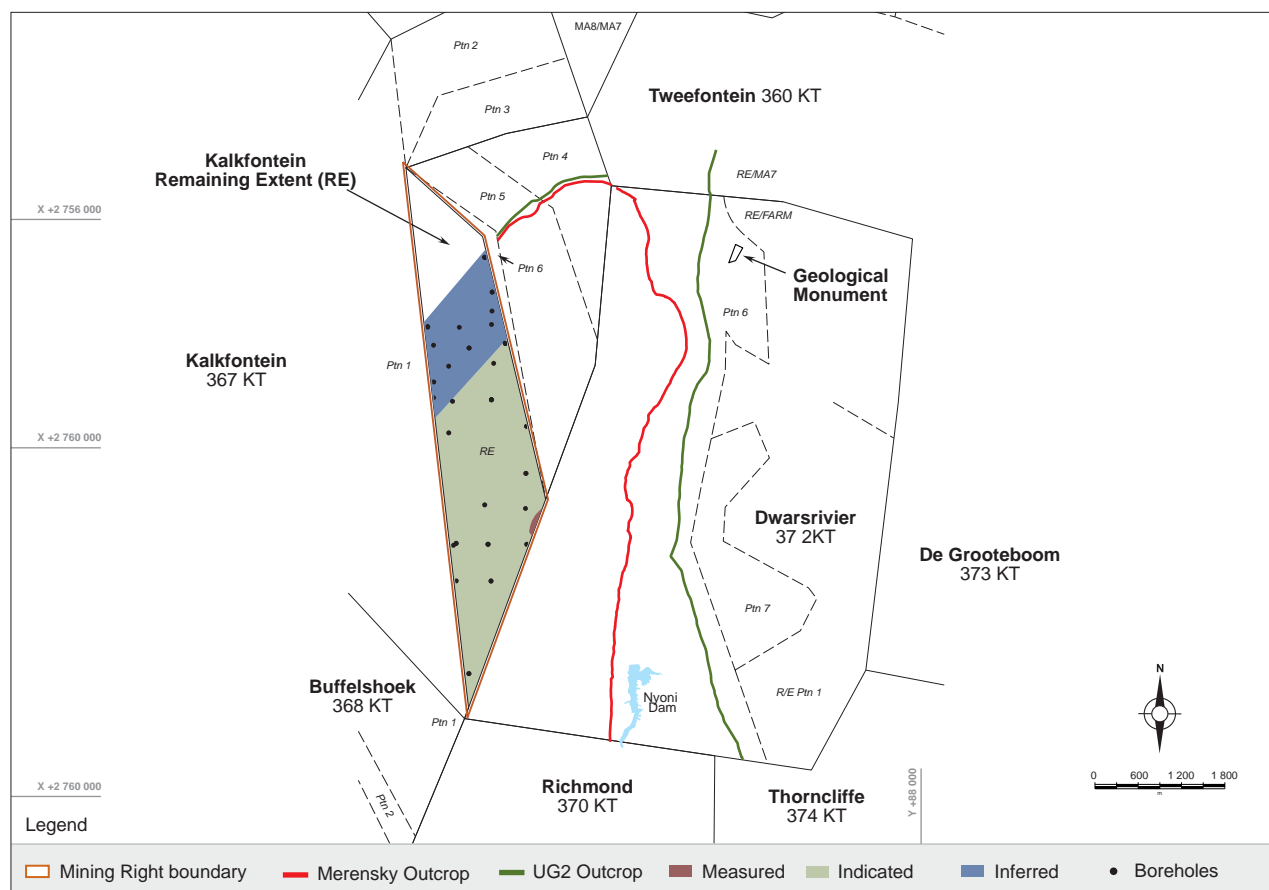 MA8/MA7
Ptn 2
Tweefontein 360 KT
Ptn 3
Kalkfontein
Remaining Extent (RE)
Ptn 4
RE/MA7
Ptn 5
X +2 756 000
RE/FARM
Ptn 6
Geological
Monument
Ptn 6
Kalkfontein
367 KT
Ptn 1
X +2 760 000
RE
Dwarsrivier
37 2KT
De Grooteboom
373 KT
Ptn 7
Buffelshoek
368 KT
Ptn 1
Nyoni
Dam
R/E Ptn 1
N
Richmond
370 KT
Thorncliffe
374 KT
Y +88 000
0 600 1 200 1 800
m
X +2 760 000
Ptn 2
Legend
Mining Right boundary
Merensky Outcrop
UG2 Outcrop
Measured
Indicated
Inferred
Boreholes